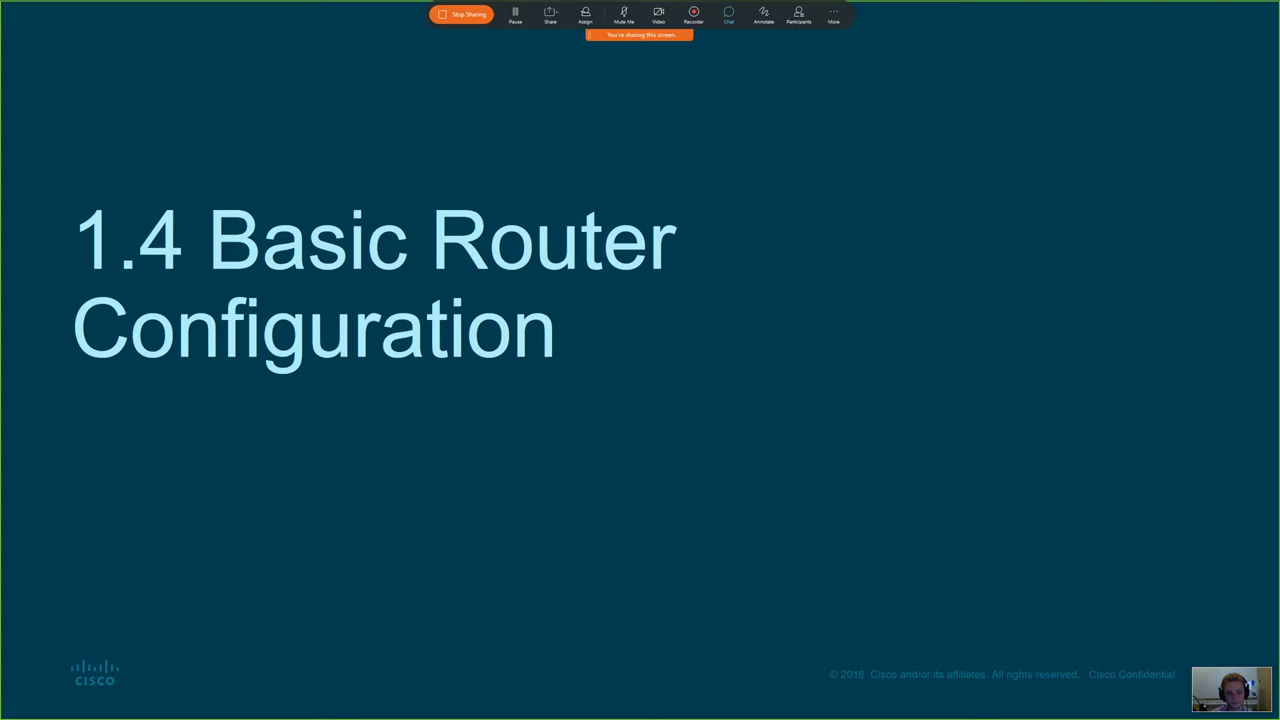 Stop Sharing
Pause
Share
Assign
Mute Me
Video
Recorder
Chat
Annotate
Participants
More
You're sharing this screen.
1.4 Basic Router
Configuration
CISCO
© 2016 Cisco and/or its affiliates. All rights reserved. Cisco Confidential